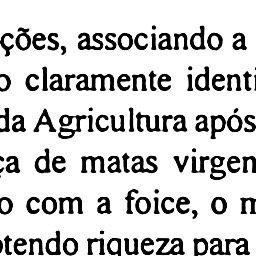 ções, associando a
o claramente identi
da Agricultura após
ça de matas virgen
o com a foice, o m
otendo riqueza para